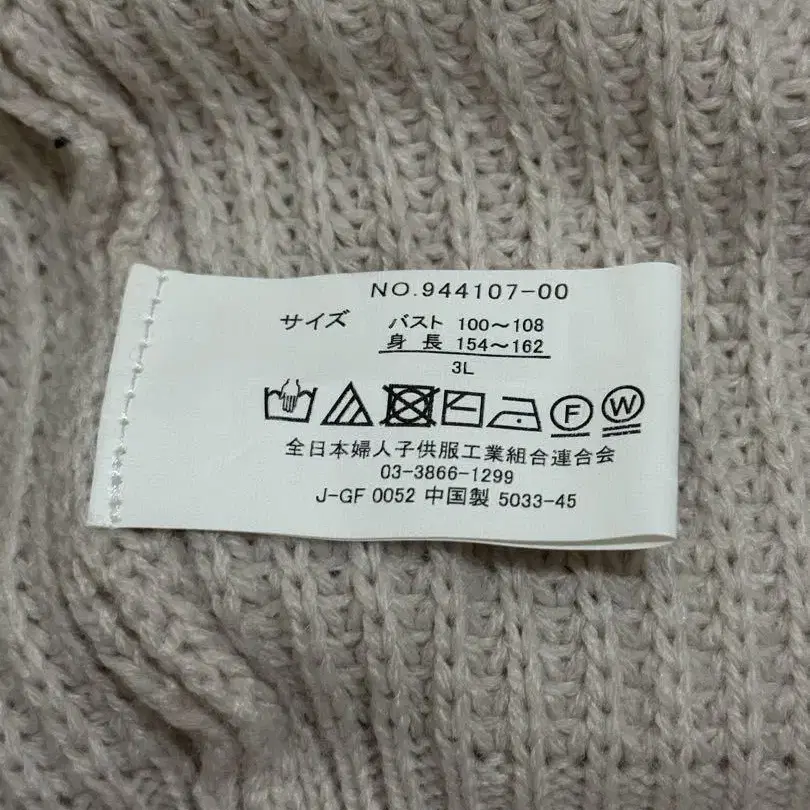 NO.944107-00
サイズ バスト 100～108
身長 154～162
3L
F W
全日本婦人子供服工業組合連合会
03-3866-1299
J-GF 0052 中国製 5033-45